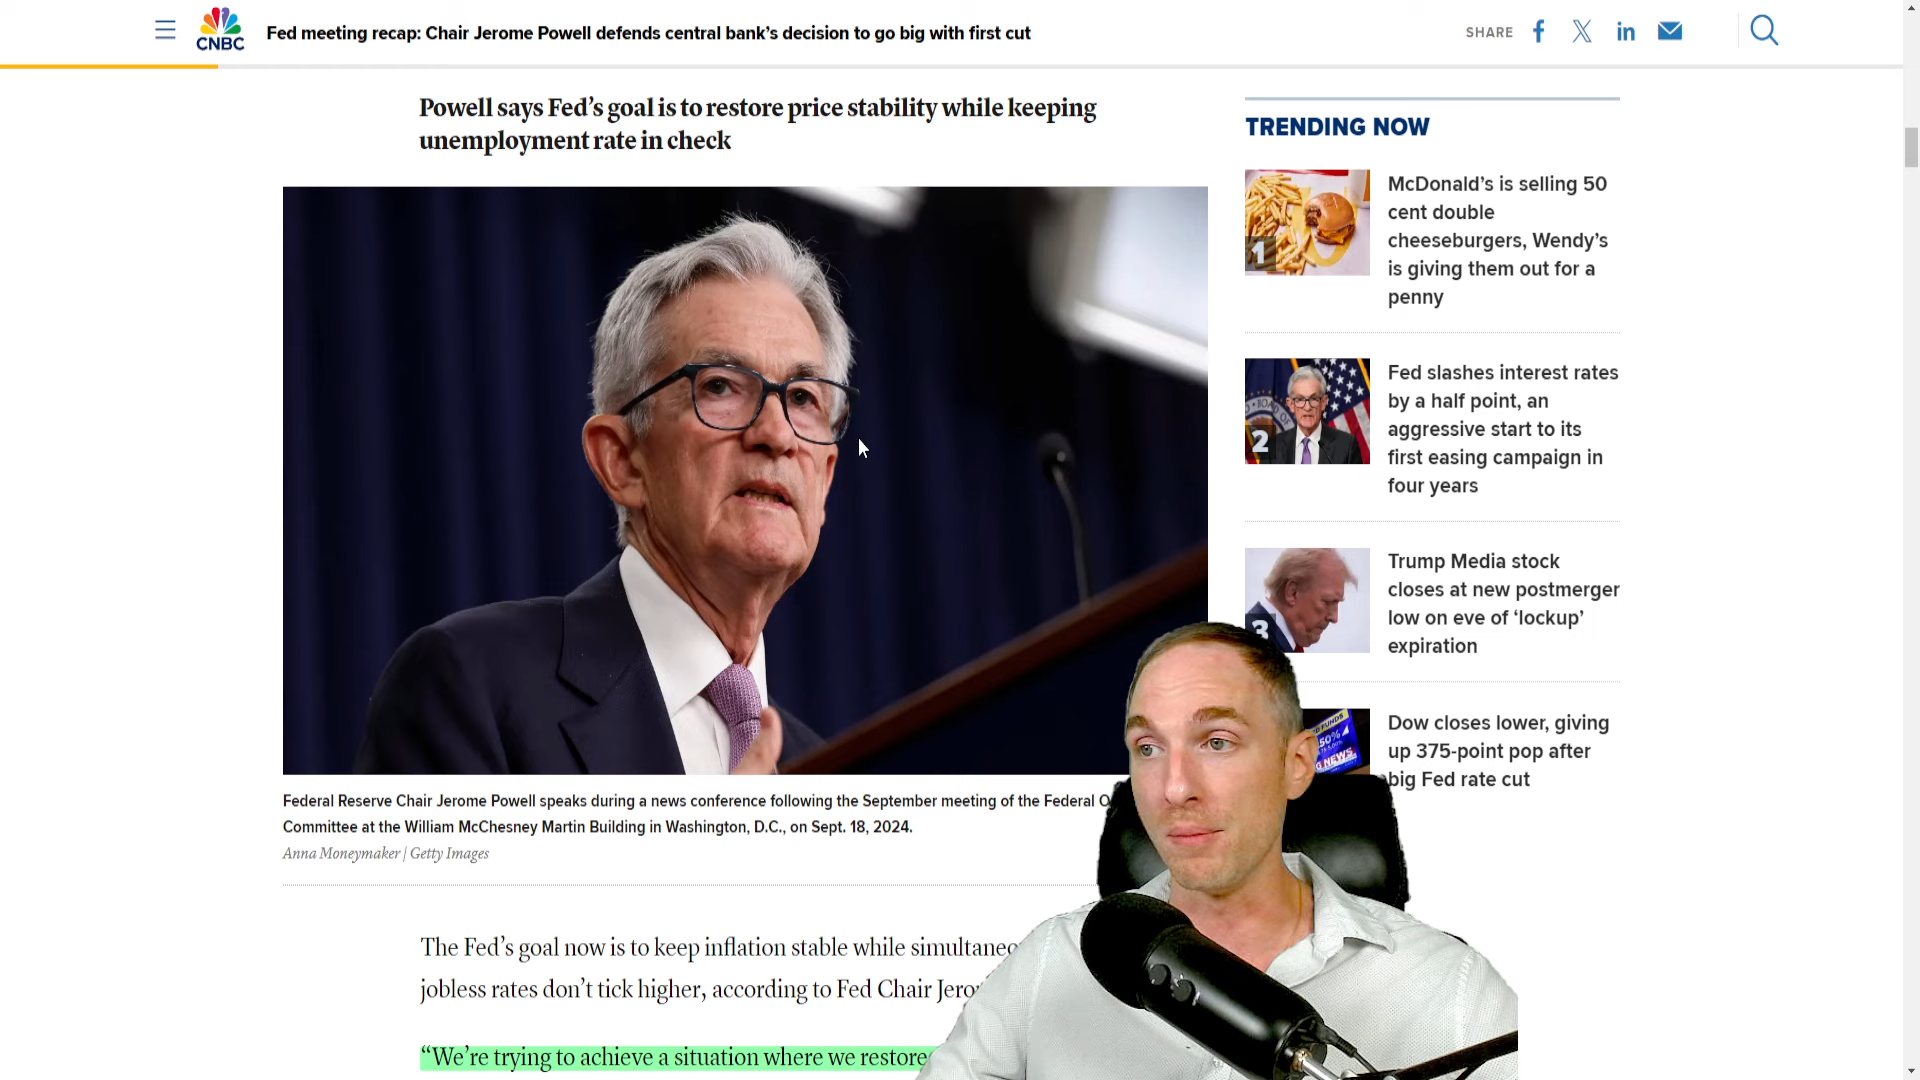 CNBC
Fed meeting recap: Chair Jerome Powell defends central bank’s decision to go big with first cut
SHARE
Powell says Fed’s goal is to restore price stability while keeping
unemployment rate in check
Federal Reserve Chair Jerome Powell speaks during a news conference following the September meeting of the Federal
Committee at the William McChesney Martin Building in Washington, D.C., on Sept. 18, 2024.
Anna Moneymaker | Getty Images
The Fed’s goal now is to keep inflation stable while
jobless rates don’t tick higher, according to Fed Chair
“We’re trying to achieve a situation where we
TRENDING NOW
1
McDonald’s is selling 50
cent double
cheeseburgers, Wendy’s
is giving them out for a
penny
2
Fed slashes interest rates
by a half point, an
aggressive start to its
first easing campaign in
four years
3
Trump Media stock
closes at new postmerger
low on eve of ‘lockup’
expiration
Dow closes lower, giving
up 375-point pop after
big Fed rate cut